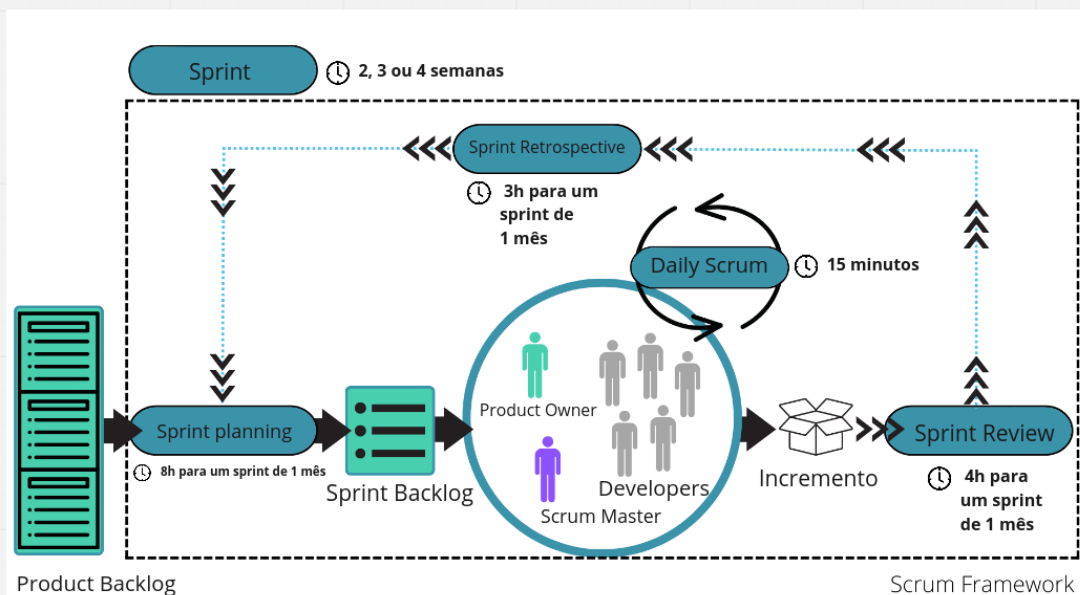 Sprint
2, 3 ou 4 semanas
Sprint Retrospective
3h para um
sprint de
1 mês
Daily Scrum
15 minutos
Product Owner
Sprint planning
8h para um sprint de 1 mês
Sprint Backlog
Developers
Scrum Master
Incremento
Sprint Review
4h para
um sprint
de 1 mês
Product Backlog
Scrum Framework